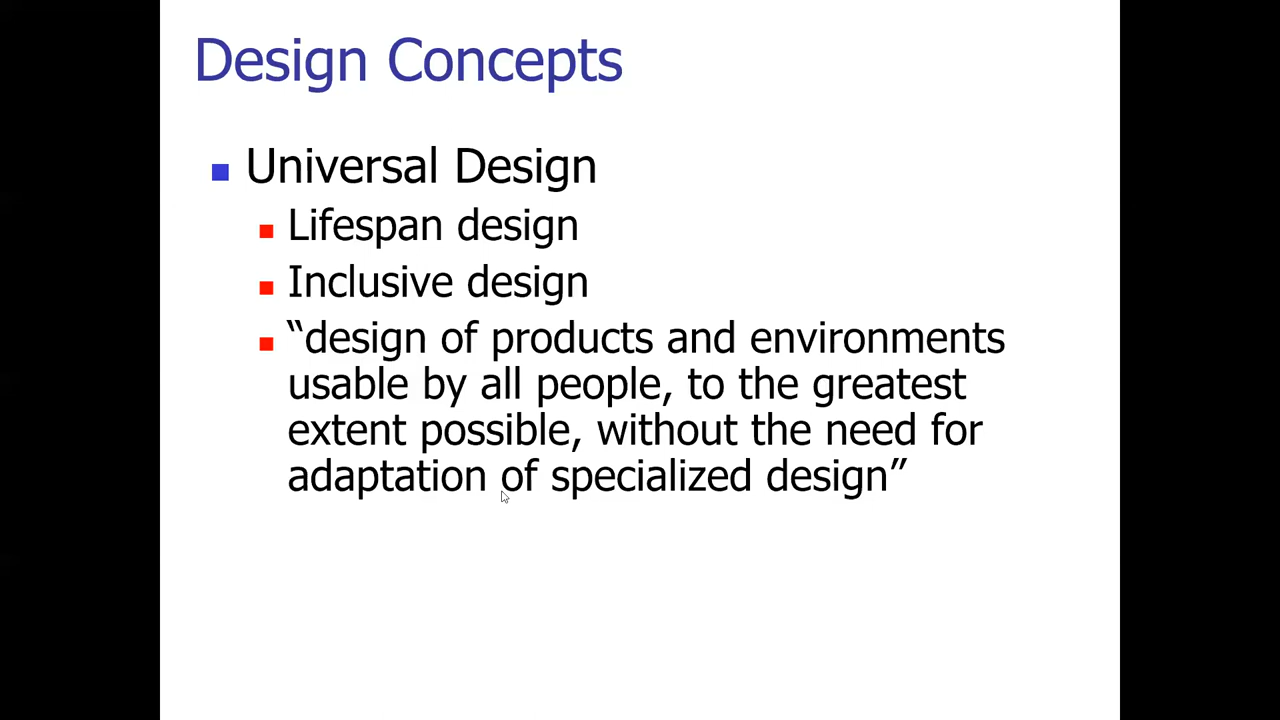 Design Concepts
Universal Design
Lifespan design
Inclusive design
“design of products and environments
usable by all people, to the greatest
extent possible, without the need for
adaptation of specialized design”